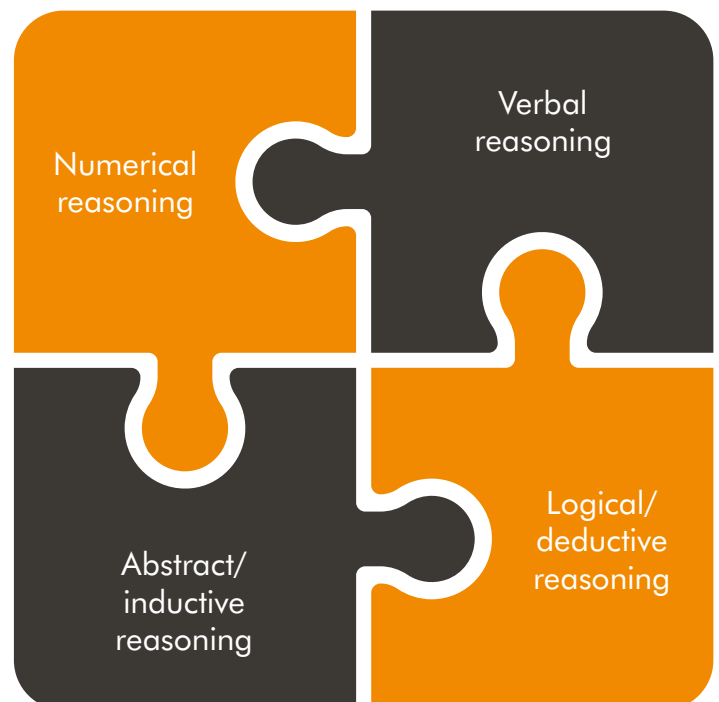 Numerical
reasoning
Verbal
reasoning
Abstract/
inductive
reasoning
Logical/
deductive
reasoning